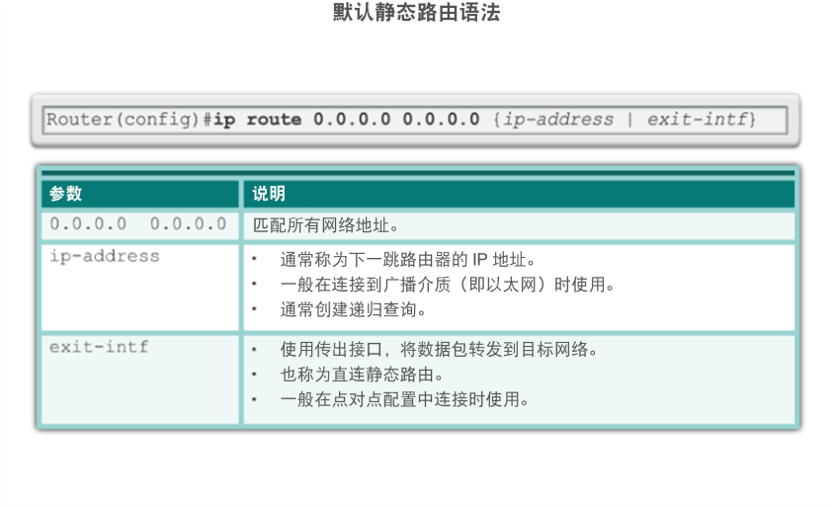 默认静态路由语法
Router(config)#ip route 0.0.0.0 0.0.0.0 {ip-address | exit-intf}
参数 说明
0.0.0.0 0.0.0.0 匹配所有网络地址。
ip-address • 通常称为下一跳路由器的 IP 地址。
• 一般在连接到广播介质（即以太网）时使用。
• 通常创建递归查询。
exit-intf • 使用传出接口，将数据包转发到目标网络。
• 也称为直连静态路由。
• 一般在点对点配置中连接时使用。